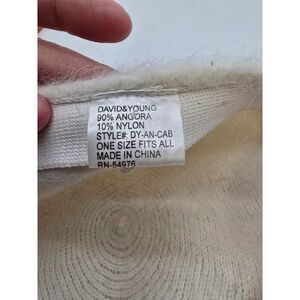 DAVID&YOUNG
90% ANGORA
10% NYLON
STYLE#: DY-AN-CAB
ONE SIZE FITS ALL
MADE IN CHINA
RN-54976